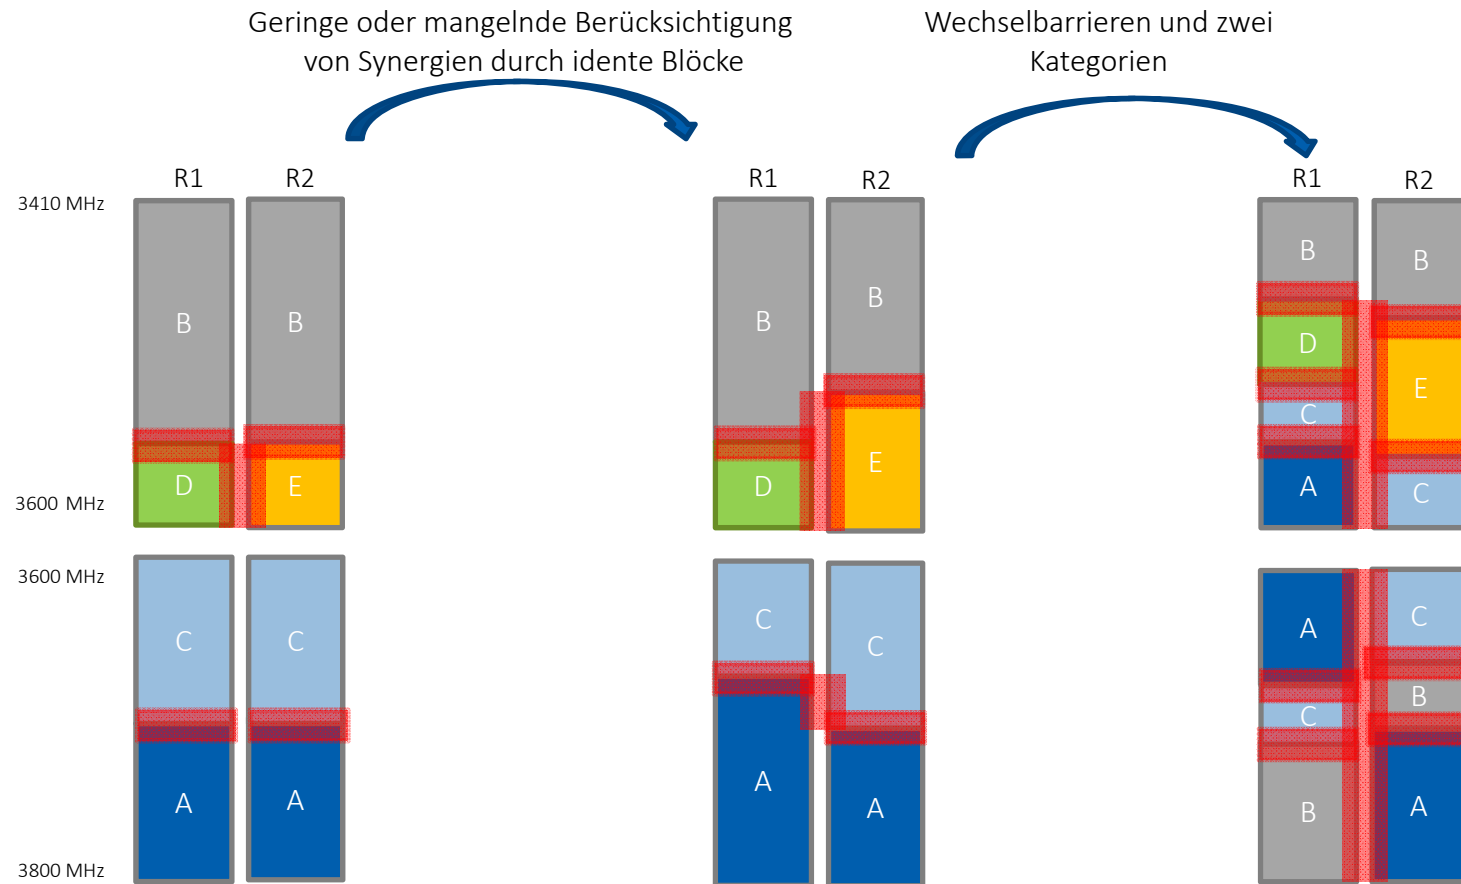 Geringe oder mangelnde Berücksichtigung
von Synergien durch idente Blöcke
Wechselbarrieren und zwei
Kategorien
R1 R2
R1 R2
R1 R2
3410 MHz
3600 MHz
3600 MHz
3800 MHz
B B
D E
C C
A A
B B
D E
C C
A A
B B
D E
C
A C
A C
C B
B A